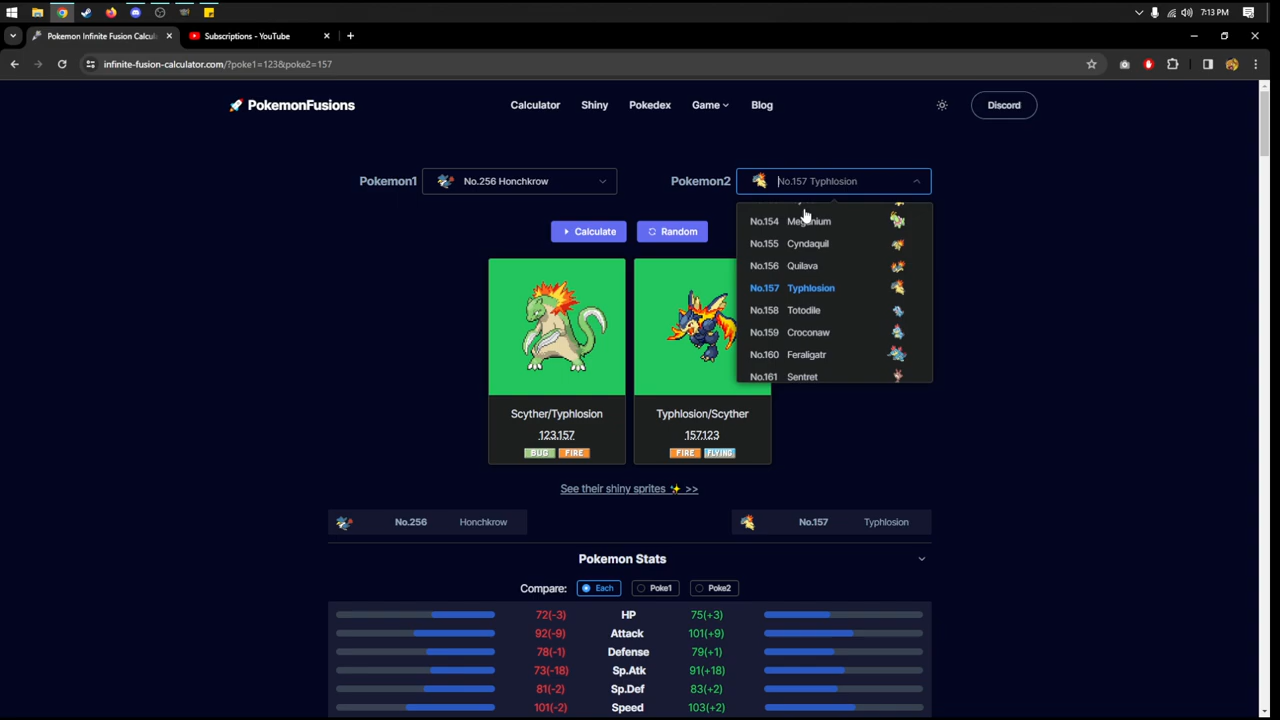 7:13 PM
Pokemon Infinite Fusion Calcul
Subscriptions - YouTube
infinite-fusion-calculator.com/?poke1=123&poke2=157
PokemonFusions
Calculator
Shiny
Pokedex
Game
Blog
Discord
Pokemon1
No.256 Honchkrow
Pokemon2
No.157 Typhlosion
Calculate
Random
No.154 Meganium
No.155 Cyndaquil
No.156 Quilava
No.157 Typhlosion
No.158 Totodile
No.159 Croconaw
No.160 Feraligatr
No.161 Sentret
Scyther/Typhlosion
123.157
BUG FIRE
Typhlosion/Scyther
157.123
FIRE FLYING
See their shiny sprites ✨ >>
No.256 Honchkrow
No.157 Typhlosion
Pokemon Stats
Compare: Each Poke1 Poke2
72(-3) HP 75(+3)
92(-9) Attack 101(+9)
78(-1) Defense 79(+1)
73(-18) Sp.Atk 91(+18)
81(-2) Sp.Def 83(+2)
101(-2) Speed 103(+2)